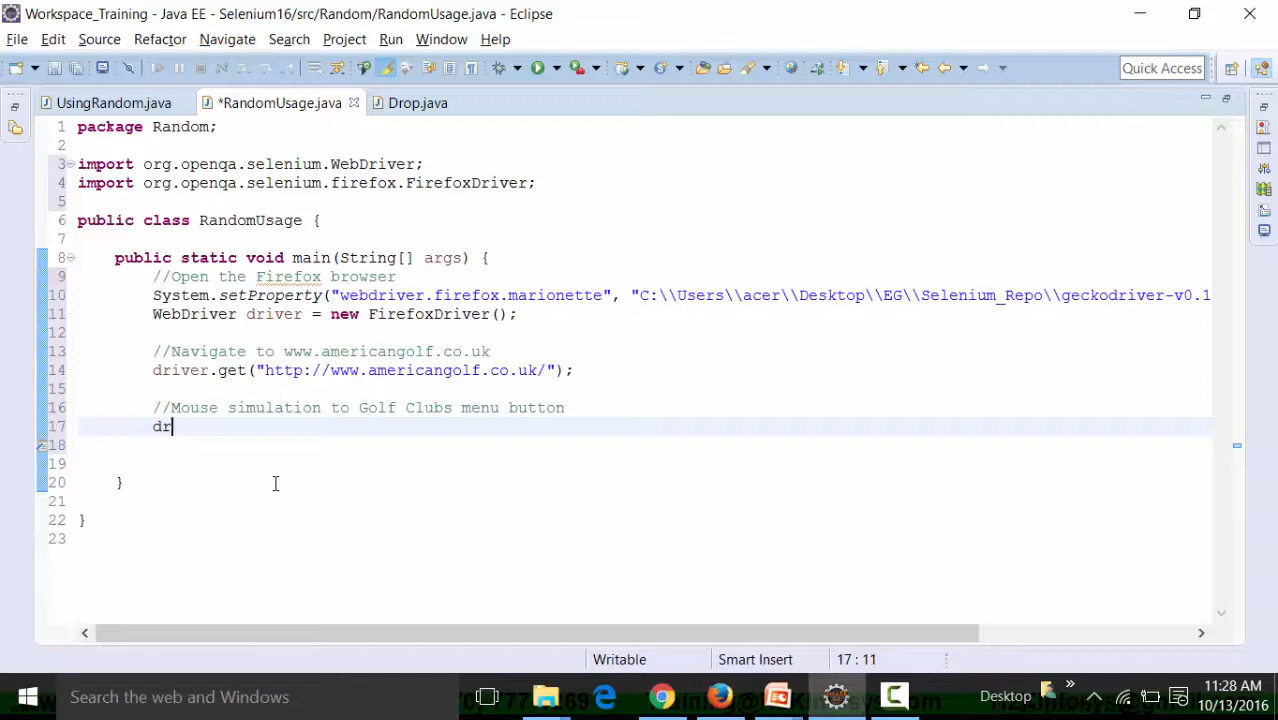 Workspace_Training - Java EE - Selenium16/src/Random/RandomUsage.java - Eclipse
File Edit Source Refactor Navigate Search Project Run Window Help
Quick Access
UsingRandom.java *RandomUsage.java Drop.java
1 package Random;
2
3 import org.openqa.selenium.WebDriver;
4 import org.openqa.selenium.firefox.FirefoxDriver;
5
6 public class RandomUsage {
7
8 public static void main(String[] args) {
9 //Open the Firefox browser
10 System.setProperty("webdriver.firefox.marionette", "C:\\Users\\acer\\Desktop\\EG\\Selenium_Repo\\geckodriver-v0.1
11 WebDriver driver = new FirefoxDriver();
12
13 //Navigate to www.americangolf.co.uk
14 driver.get("http://www.americangolf.co.uk/");
15
16 //Mouse simulation to Golf Clubs menu button
17 dr
18
19
20 }
21
22 }
23
Writable Smart Insert 17 : 11
Search the web and Windows
Desktop
11:28 AM
10/13/2016